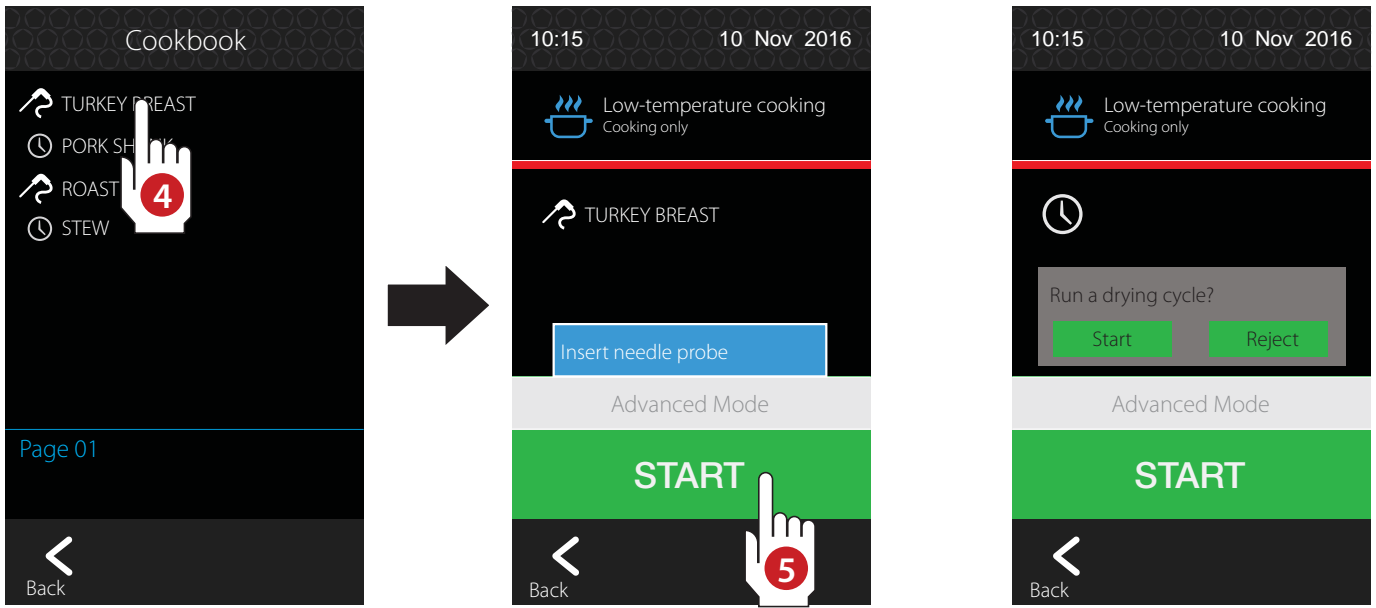 Cookbook
TURKEY BREAST
PORK SH
ROAST
4
STEW
Page 01
Back
10:15 10 Nov 2016
Low-temperature cooking
Cooking only
TURKEY BREAST
Insert needle probe
Advanced Mode
START
5
Back
10:15 10 Nov 2016
Low-temperature cooking
Cooking only
Run a drying cycle?
Start Reject
Advanced Mode
START
Back